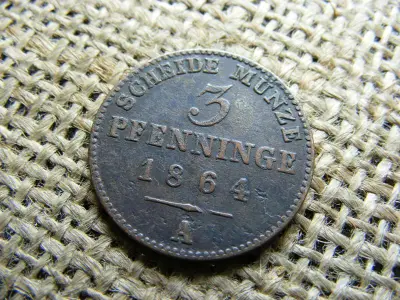 SCHEIDE MÜNZE
3
PFENNINGE
1864
A